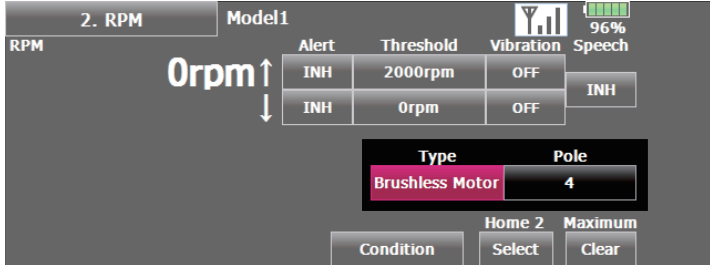 2. RPM Model1 96%
RPM Alert Threshold Vibration Speech
0rpm ↑ INH 2000rpm OFF INH
↓ INH 0rpm OFF
Type Pole
Brushless Motor 4
Home 2 Maximum
Condition Select Clear